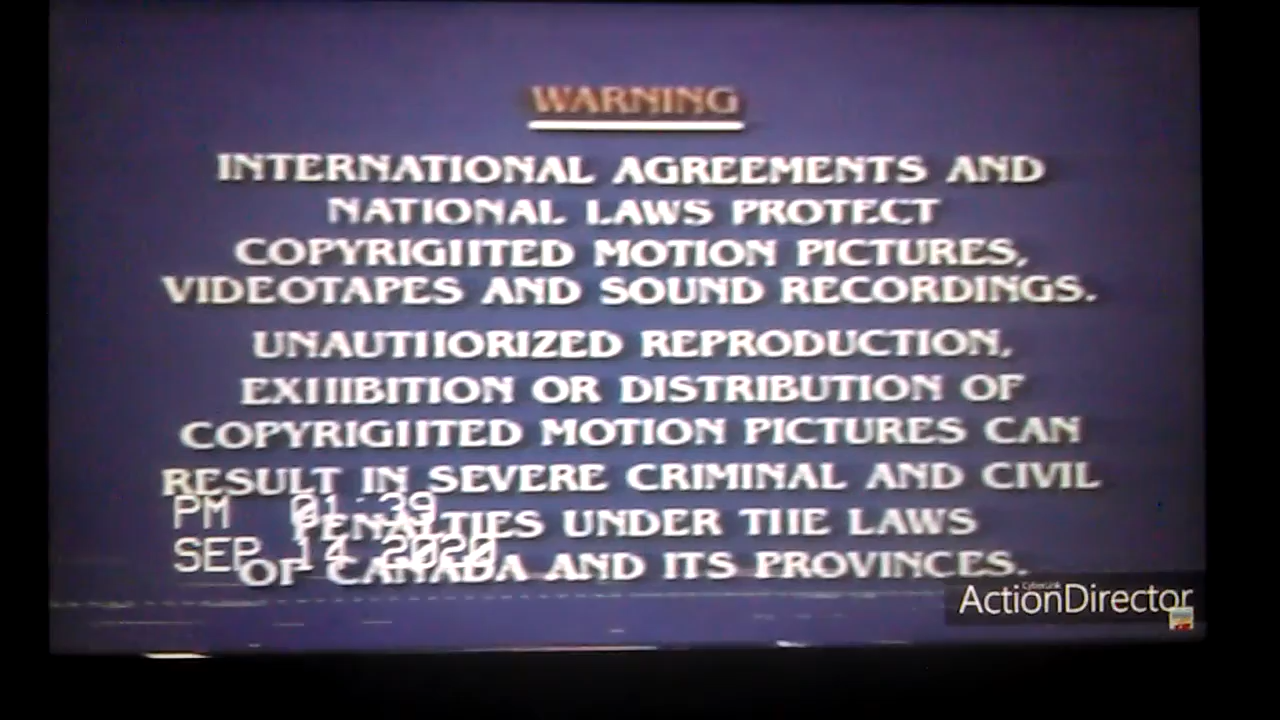 WARNING
INTERNATIONAL AGREEMENTS AND
NATIONAL LAWS PROTECT
COPYRIGHTED MOTION PICTURES,
VIDEOTAPES AND SOUND RECORDINGS.
UNAUTHORIZED REPRODUCTION,
EXHIBITION OR DISTRIBUTION OF
COPYRIGHTED MOTION PICTURES CAN
RESULT IN SEVERE CRIMINAL AND CIVIL
PENALTIES UNDER THE LAWS
OF CANADA AND ITS PROVINCES.
PM 01:39
SEP 14 2020
CyberLink
ActionDirector